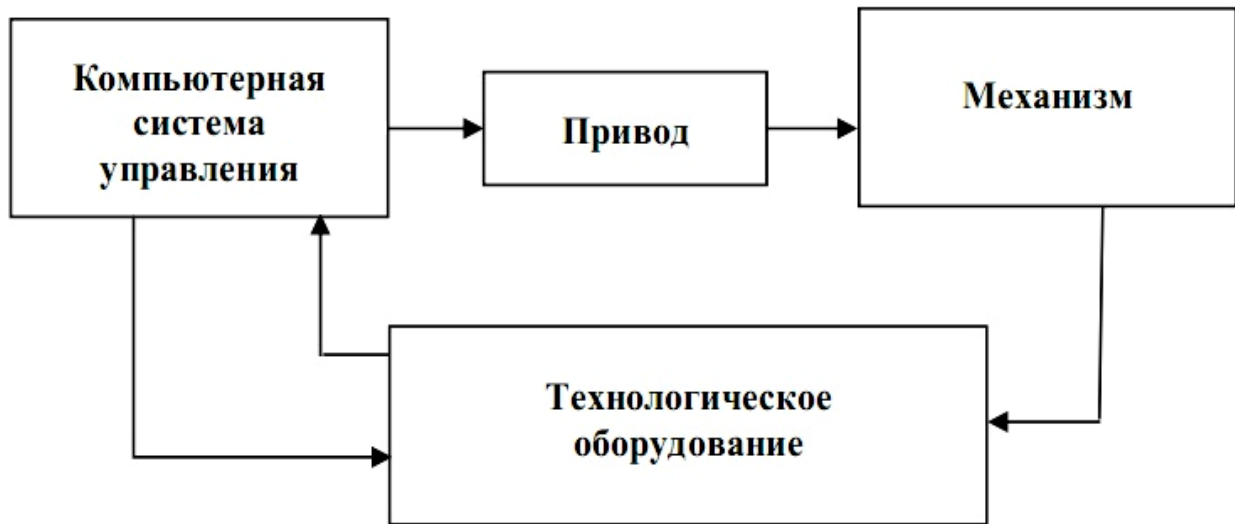 Компьютерная
система
управления
Привод
Механизм
Технологическое
оборудование